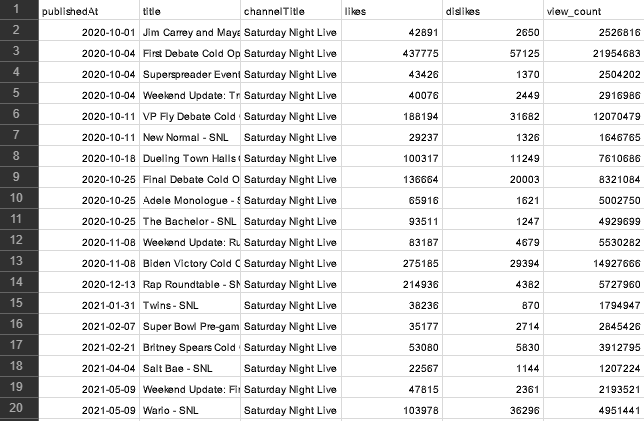 1 publishedAt title channelTitle likes dislikes view_count
2 2020-10-01 Jim Carrey and Maya Saturday Night Live 42891 2650 2526816
3 2020-10-04 First Debate Cold Op Saturday Night Live 437775 57125 21954683
4 2020-10-04 Superspreader Event Saturday Night Live 43426 1370 2504202
5 2020-10-04 Weekend Update: Tr Saturday Night Live 40076 2449 2916986
6 2020-10-11 VP Fly Debate Cold Saturday Night Live 188194 31682 12070479
7 2020-10-11 New Normal - SNL Saturday Night Live 29237 1326 1646765
8 2020-10-18 Dueling Town Halls Saturday Night Live 100317 11249 7610686
9 2020-10-25 Final Debate Cold O Saturday Night Live 136664 20003 8321084
10 2020-10-25 Adele Monologue - S Saturday Night Live 65916 1621 5002750
11 2020-10-25 The Bachelor - SNL Saturday Night Live 93511 1247 4929699
12 2020-11-08 Weekend Update: Ru Saturday Night Live 83187 4679 5530282
13 2020-11-08 Biden Victory Cold O Saturday Night Live 275185 29394 14927666
14 2020-12-13 Rap Roundtable - SN Saturday Night Live 214936 4382 5727960
15 2021-01-31 Twins - SNL Saturday Night Live 38236 870 1794947
16 2021-02-07 Super Bowl Pre-gam Saturday Night Live 35177 2714 2845426
17 2021-02-21 Britney Spears Cold Saturday Night Live 53080 5830 3912795
18 2021-04-04 Salt Bae - SNL Saturday Night Live 22567 1144 1207224
19 2021-05-09 Weekend Update: Fi Saturday Night Live 47815 2361 2193521
20 2021-05-09 Wario - SNL Saturday Night Live 103978 36296 4951441